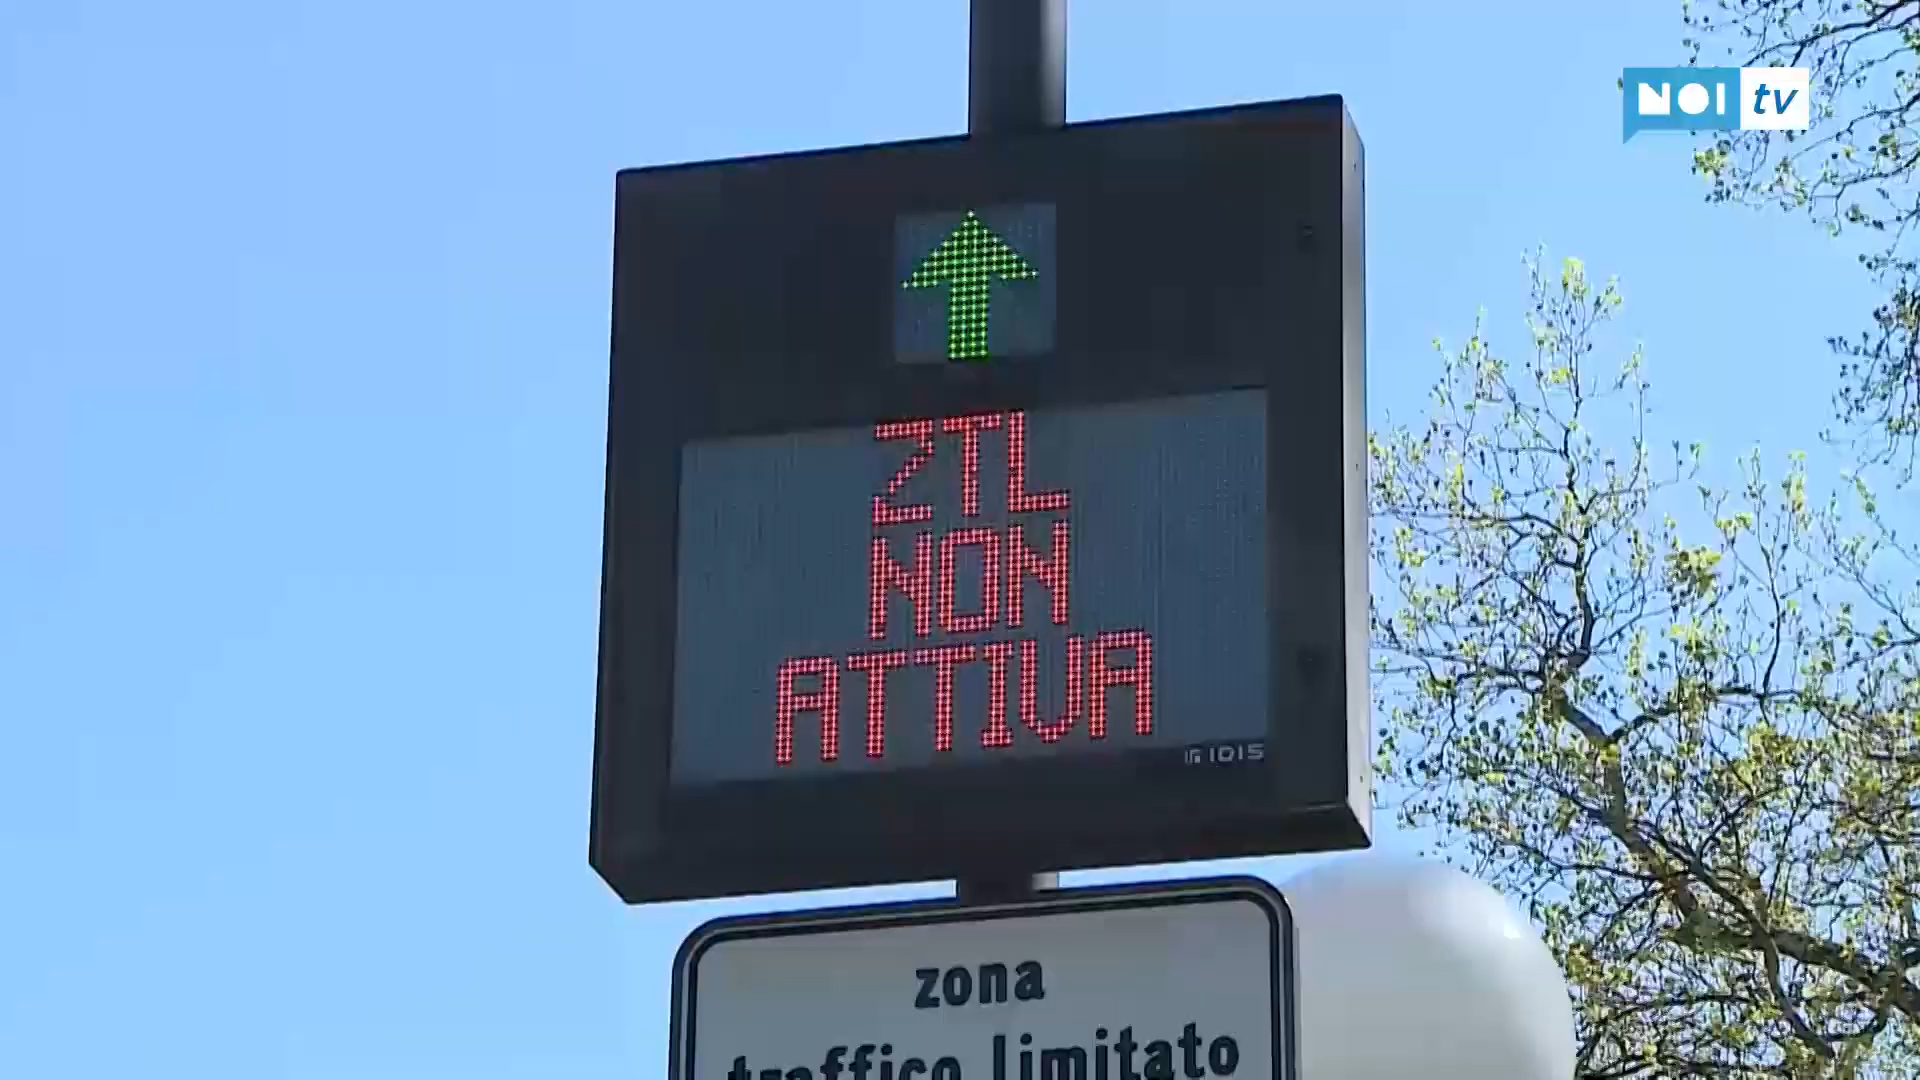 NOI tv
ZTL
NON
ATTIVA
IDIS
zona
traffico limitato